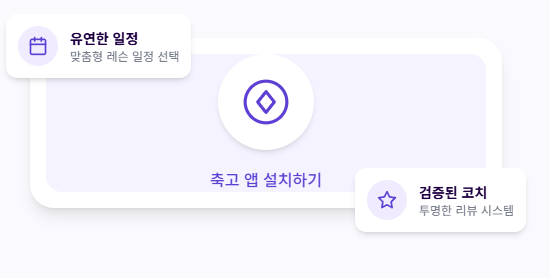 유연한 일정
맞춤형 레슨 일정 선택
축고 앱 설치하기
검증된 코치
투명한 리뷰 시스템